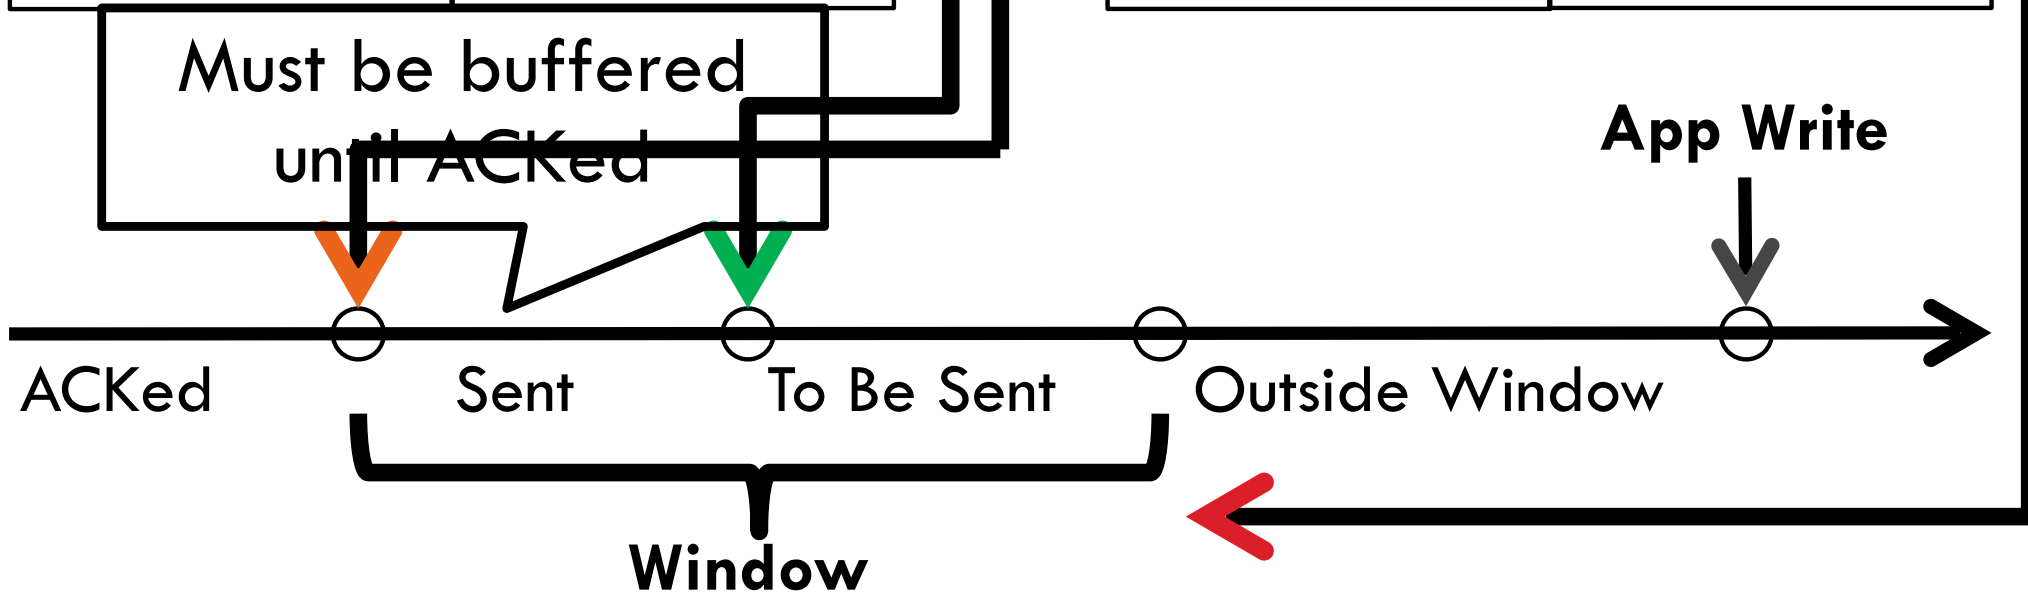 Must be buffered
until ACKed
App Write
ACKed
Sent
To Be Sent
Outside Window
Window